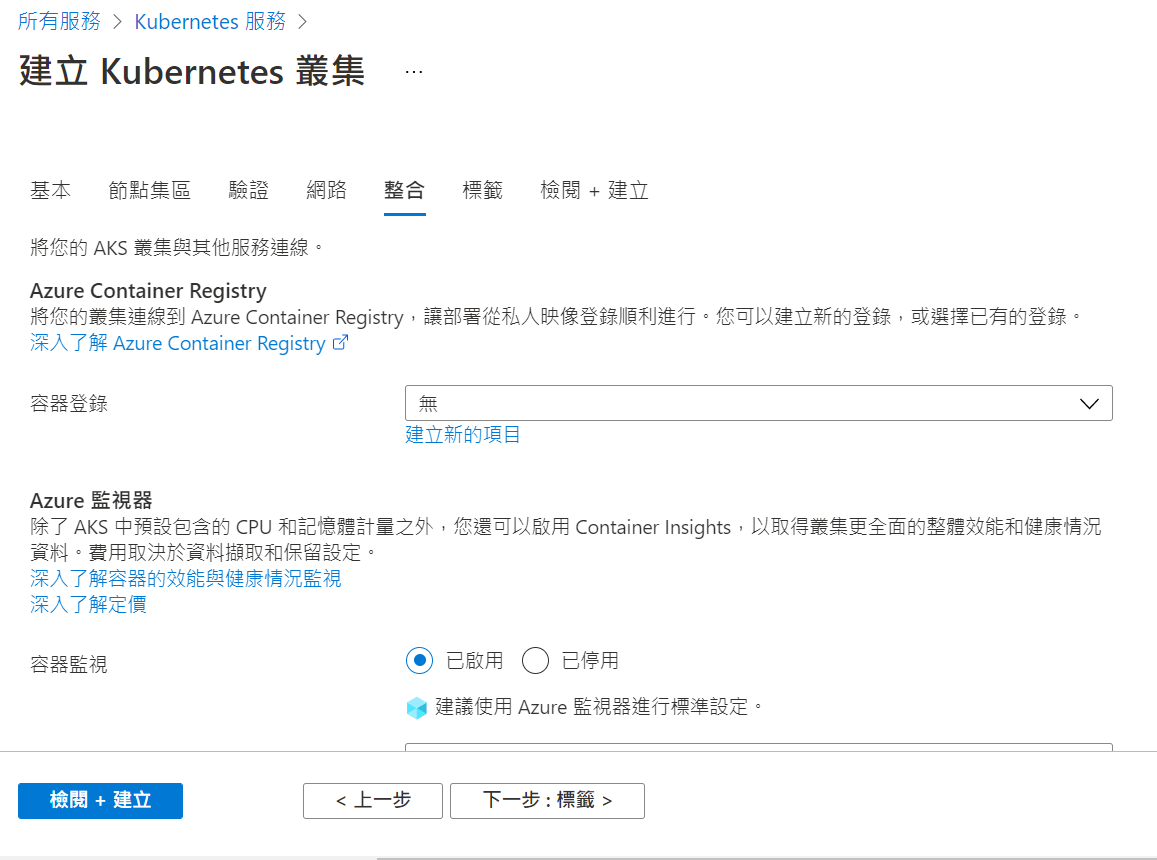 所有服務 > Kubernetes 服務 >
建立 Kubernetes 叢集 ...
基本 節點集區 驗證 網路 整合 標籤 檢閱 + 建立
將您的 AKS 叢集與其他服務連線。
Azure Container Registry
將您的叢集連線到 Azure Container Registry，讓部署從私人映像登錄順利進行。您可以建立新的登錄，或選擇已有的登錄。
深入了解 Azure Container Registry
容器登錄 無
建立新的項目
Azure 監視器
除了 AKS 中預設包含的 CPU 和記憶體計量之外，您還可以啟用 Container Insights，以取得叢集更全面的整體效能和健康情況
資料。費用取決於資料擷取和保留設定。
深入了解容器的效能與健康情況監視
深入了解定價
容器監視 已啟用 已停用
建議使用 Azure 監視器進行標準設定。
檢閱 + 建立 < 上一步 下一步 : 標籤 >